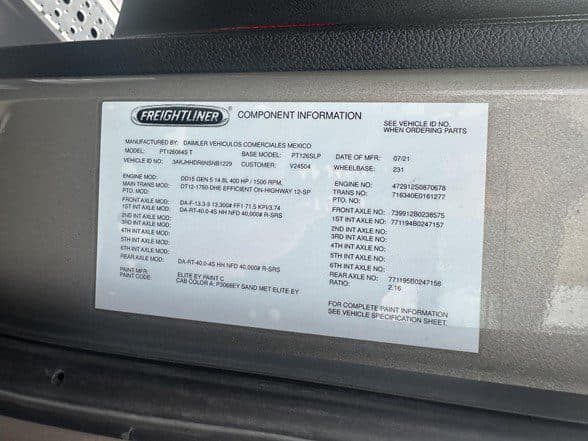 FREIGHTLINER COMPONENT INFORMATION
SEE VEHICLE ID NO.
WHEN ORDERING PARTS
MANUFACTURED BY: DAIMLER VEHICULOS COMERCIALES MEXICO
MODEL: PT126064S T BASE MODEL: PT126SLP DATE OF MFR: 07/21
VEHICLE ID NO: 3AKJHHDR6NSNB1229 CUSTOMER: V24504 WHEELBASE: 231
ENGINE MOD: DD15 GEN 5 14.8L 400 HP / 1500 RPM, ENGINE NO: 472912S0870678
MAIN TRANS MOD: DT12-1750-DHE EFFICIENT ON-HIGHWAY 12-SP TRANS NO: 716340E0161277
PTO MOD: PTO. NO:
FRONT AXLE MOD: DA-F-13.3-3 13,300# FF1 71.5 KPI/3.74 FRONT AXLE NO: 739912B0238575
1ST INT AXLE MOD: DA-RT-40.0-4S HH NFD 40,000# R-SRS 1ST INT AXLE NO: 771194B0247157
2ND INT AXLE MOD: 2ND INT AXLE NO:
3RD INT AXLE MOD: 3RD INT AXLE NO:
4TH INT AXLE MOD: 4TH INT AXLE NO:
5TH INT AXLE MOD: 5TH INT AXLE NO:
6TH INT AXLE MOD: 6TH INT AXLE NO:
REAR AXLE MOD: DA-RT-40.0-4S HH NFD 40,000# R-SRS REAR AXLE NO: 771195B0247158
RATIO: 2.16
PAINT MFR: ELITE EY PAINT C
PAINT CODE: CAB COLOR A: P3066EY SAND MET ELITE EY
FOR COMPLETE PAINT INFORMATION
SEE VEHICLE SPECIFICATION SHEET.